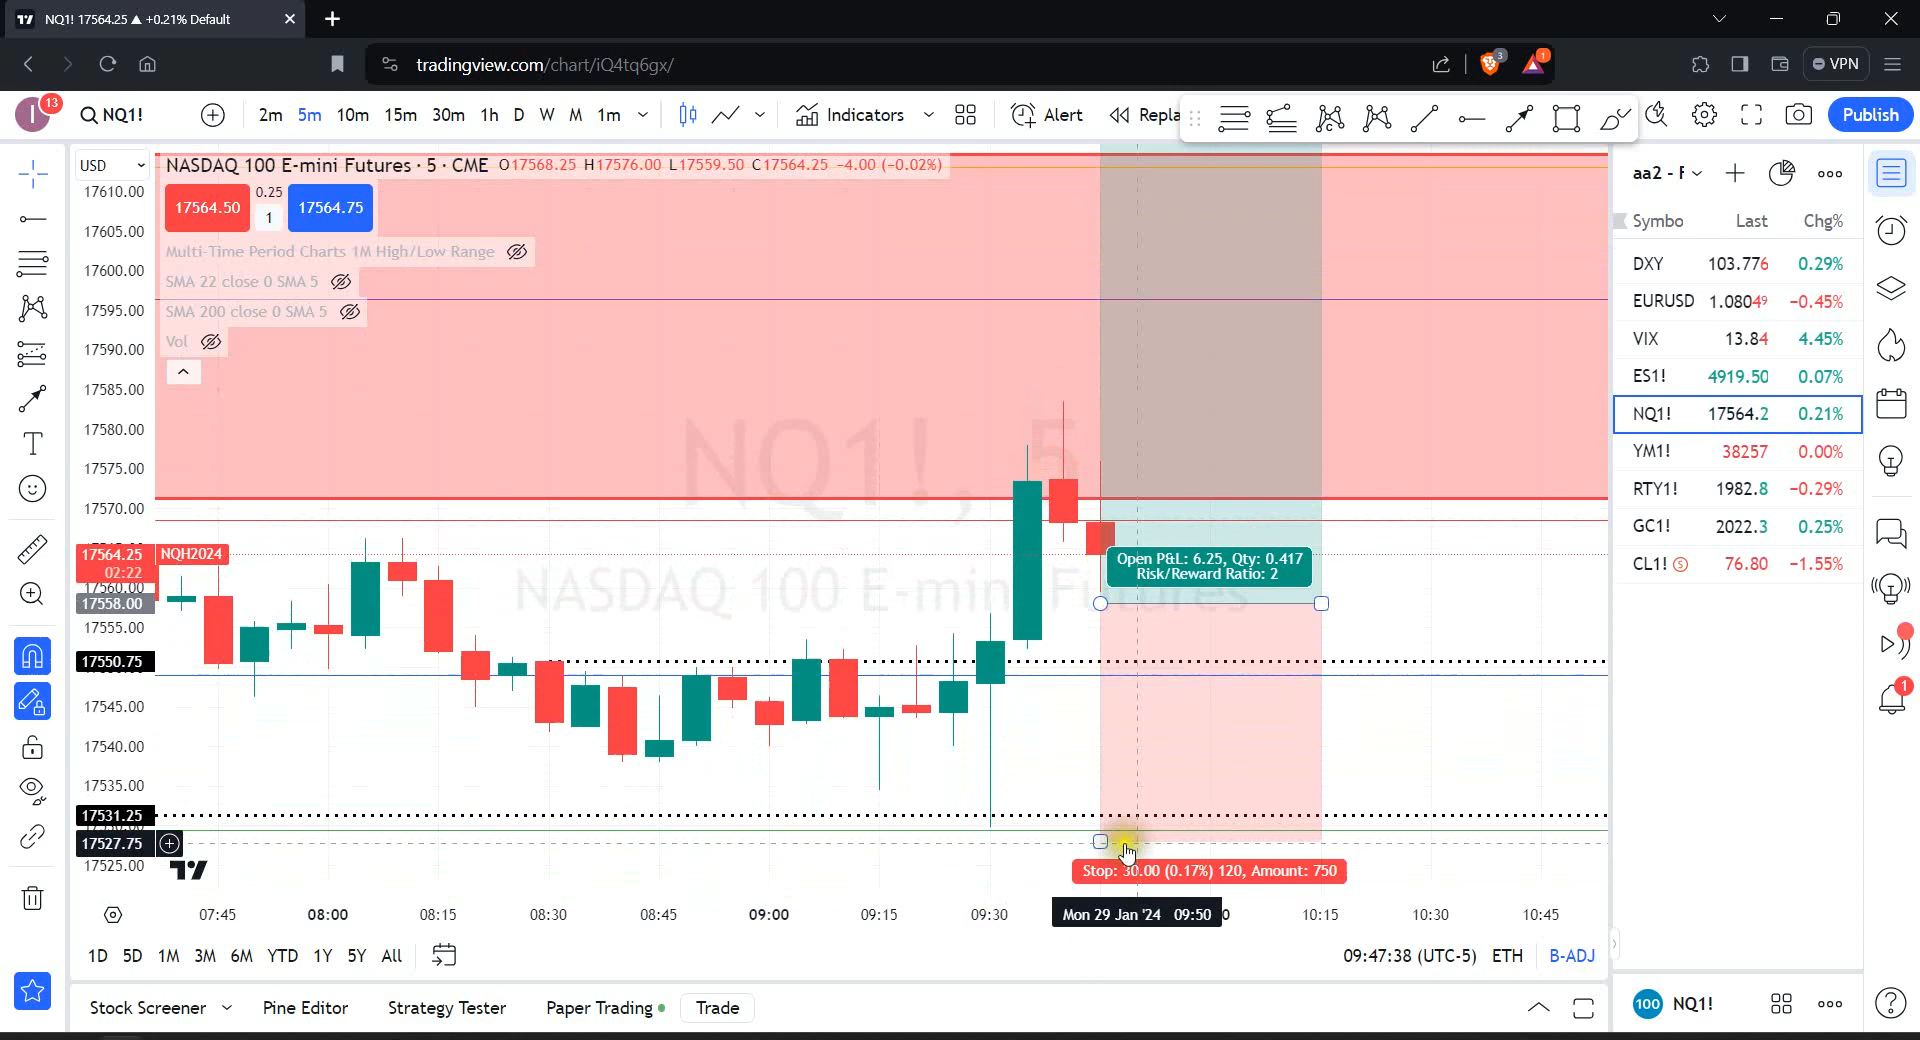 NQ1! 17564.25 ▲ +0.21% Default
tradingview.com/chart/iQ4tq6gx/
3
1
VPN
I
13
NQ1!
2m 5m 10m 15m 30m 1h D W M 1m
Indicators
Alert
Repla
Publish
USD
NASDAQ 100 E-mini Futures · 5 · CME O17568.25 H17576.00 L17559.50 C17564.25 −4.00 (−0.02%)
17564.50
0.25
1
17564.75
Multi-Time Period Charts 1M High/Low Range
SMA 22 close 0 SMA 5
SMA 200 close 0 SMA 5
Vol
NQ1!, 5
NASDAQ 100 E-mini Futures
17610.00
17605.00
17600.00
17595.00
17590.00
17585.00
17580.00
17575.00
17570.00
17564.25 NQH2024
02:22
17560.00
17558.00
17555.00
17550.75
17545.00
17540.00
17535.00
17531.25
17527.75
17525.00
Open P&L: 6.25, Qty: 0.417
Risk/Reward Ratio: 2
Stop: 30.00 (0.17%) 120, Amount: 750
07:45 08:00 08:15 08:30 08:45 09:00 09:15 09:30 Mon 29 Jan '24 09:50 0 10:15 10:30 10:45
1D 5D 1M 3M 6M YTD 1Y 5Y All
09:47:38 (UTC-5) ETH B-ADJ
Stock Screener Pine Editor Strategy Tester Paper Trading Trade
aa2 - F
Symbo Last Chg%
DXY 103.776 0.29%
EURUSD 1.08049 −0.45%
VIX 13.84 4.45%
ES1! 4919.50 0.07%
NQ1! 17564.2 0.21%
YM1! 38257 0.00%
RTY1! 1982.8 −0.29%
GC1! 2022.3 0.25%
CL1! S 76.80 −1.55%
1
100 NQ1!